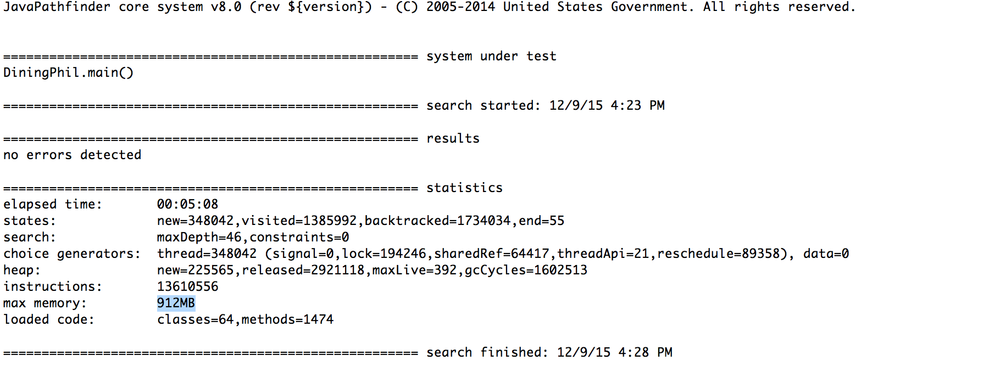 JavaPathfinder core system v8.0 (rev ${version}) - (C) 2005-2014 United States Government. All rights reserved.
====================================================== system under test
DiningPhil.main()
====================================================== search started: 12/9/15 4:23 PM
====================================================== results
no errors detected
====================================================== statistics
elapsed time:       00:05:08
states:             new=348042,visited=1385992,backtracked=1734034,end=55
search:             maxDepth=46,constraints=0
choice generators:  thread=348042 (signal=0,lock=194246,sharedRef=64417,threadApi=21,reschedule=89358), data=0
heap:               new=225565,released=2921118,maxLive=392,gcCycles=1602513
instructions:       13610556
max memory:         912MB
loaded code:        classes=64,methods=1474
====================================================== search finished: 12/9/15 4:28 PM